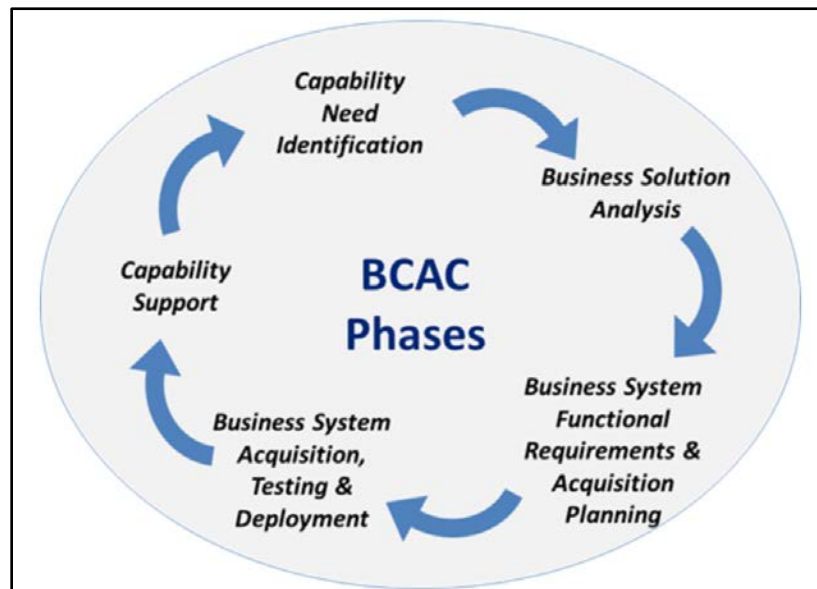 Capability
Need
Identification
Business Solution
Analysis
Business System
Functional
Requirements &
Acquisition
Planning
Business System
Acquisition,
Testing &
Deployment
Capability
Support
BCAC
Phases